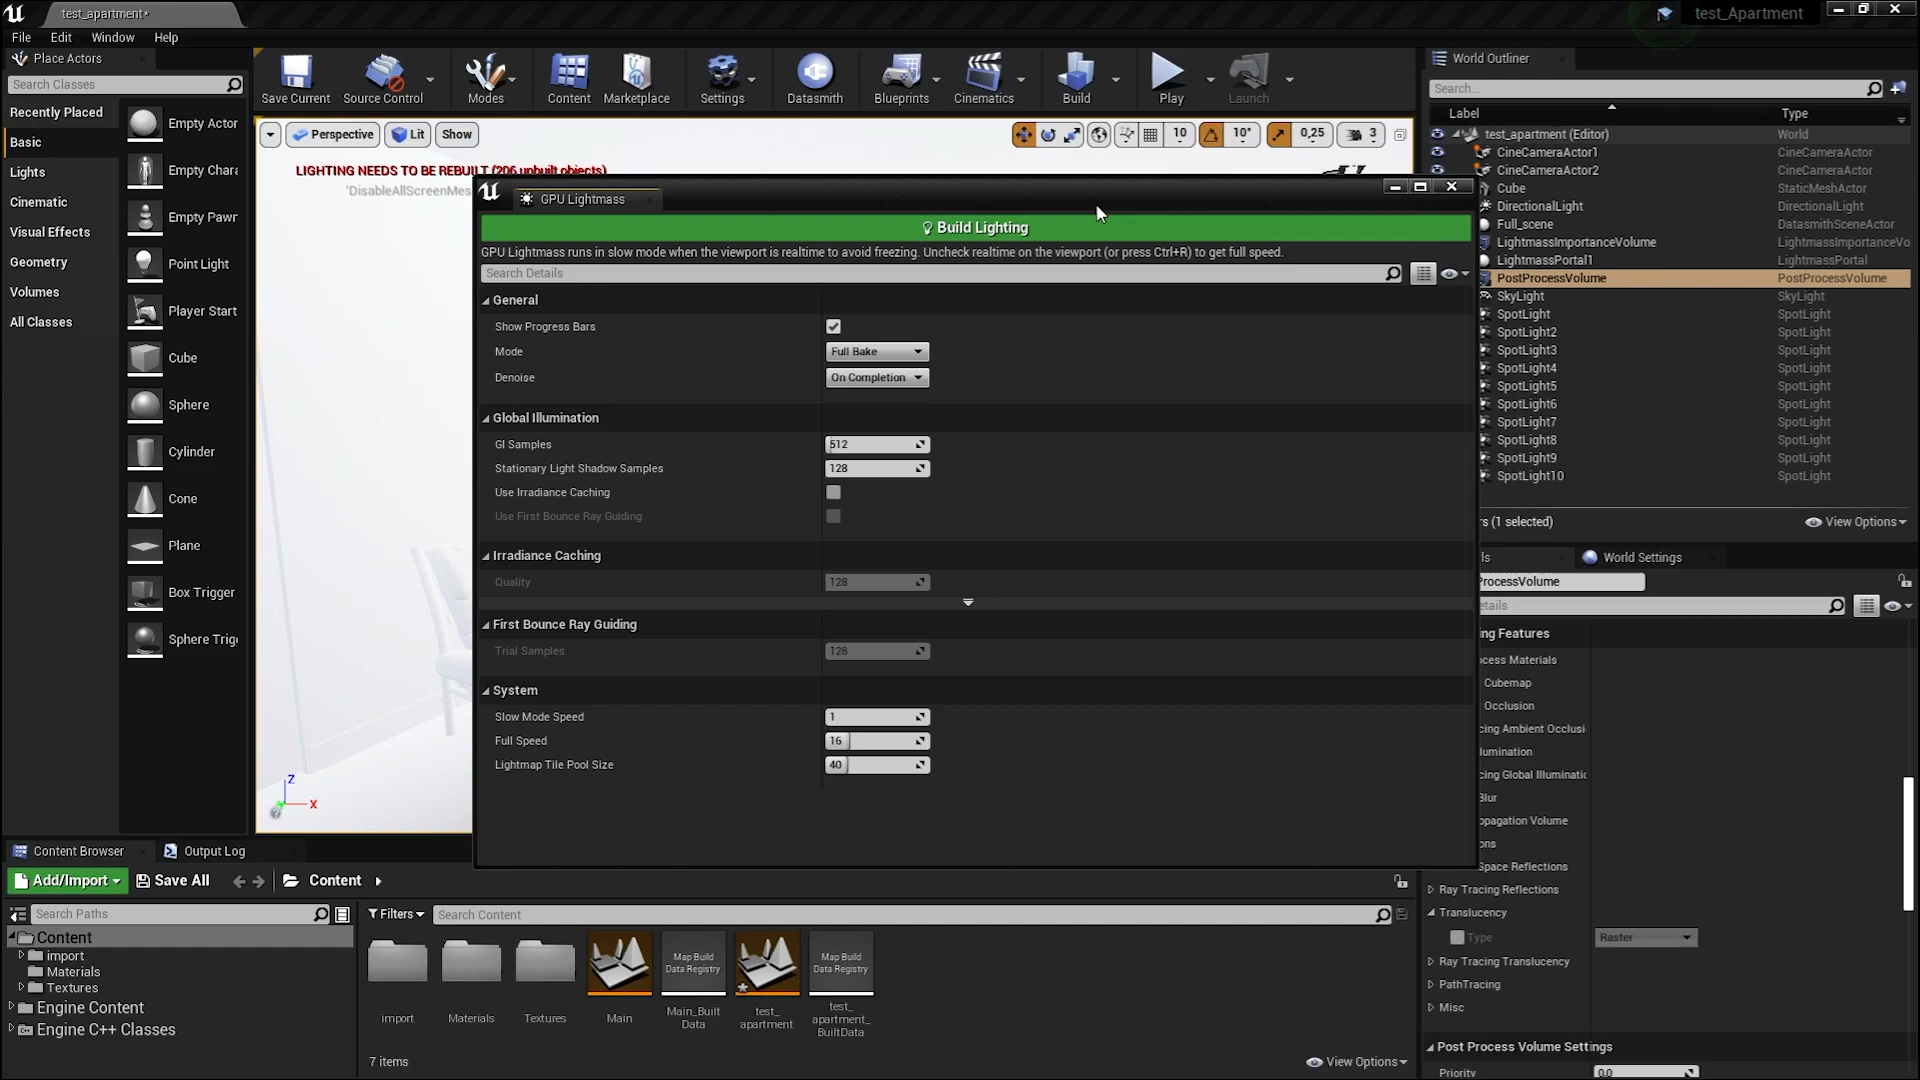 test_apartment*
test_Apartment
File Edit Window Help
Place Actors
Search Classes
Recently Placed
Basic
Lights
Cinematic
Visual Effects
Geometry
Volumes
All Classes
Empty Actor
Empty Chara
Empty Pawn
Point Light
Player Start
Cube
Sphere
Cylinder
Cone
Plane
Box Trigger
Sphere Trig
Save Current Source Control Modes Content Marketplace Settings Datasmith Blueprints Cinematics Build Play Launch
Perspective Lit Show 10 10° 0,25 3
LIGHTING NEEDS TO BE REBUILT (206 unbuilt objects)
'DisableAllScreenMes
GPU Lightmass
Build Lighting
GPU Lightmass runs in slow mode when the viewport is realtime to avoid freezing. Uncheck realtime on the viewport (or press Ctrl+R) to get full speed.
Search Details
General
Show Progress Bars
Mode Full Bake
Denoise On Completion
Global Illumination
GI Samples 512
Stationary Light Shadow Samples 128
Use Irradiance Caching
Use First Bounce Ray Guiding
Irradiance Caching
Quality 128
First Bounce Ray Guiding
Trial Samples 128
System
Slow Mode Speed 1
Full Speed 16
Lightmap Tile Pool Size 40
Z
X
World Outliner
Search...
Label Type
test_apartment (Editor) World
CineCameraActor1 CineCameraActor
CineCameraActor2 CineCameraActor
Cube StaticMeshActor
DirectionalLight DirectionalLight
Full_scene DatasmithSceneActor
LightmassImportanceVolume LightmassImportanceVo
LightmassPortal1 LightmassPortal
PostProcessVolume PostProcessVolume
SkyLight SkyLight
SpotLight SpotLight
SpotLight2 SpotLight
SpotLight3 SpotLight
SpotLight4 SpotLight
SpotLight5 SpotLight
SpotLight6 SpotLight
SpotLight7 SpotLight
SpotLight8 SpotLight
SpotLight9 SpotLight
SpotLight10 SpotLight
rs (1 selected) View Options
ls World Settings
ProcessVolume
etails
ng Features
cess Materials
Cubemap
Occlusion
cing Ambient Occlusi
lumination
cing Global Illuminatic
Blur
opagation Volume
ons
Space Reflections
Ray Tracing Reflections
Translucency
Type Raster
Ray Tracing Translucency
PathTracing
Misc
Post Process Volume Settings
Priority 0,0
Content Browser Output Log
Add/Import Save All Content
Search Paths
Filters Search Content
Content
import
Materials
Textures
Engine Content
Engine C++ Classes
Map Build Data Registry
Map Build Data Registry
import
Materials
Textures
Main
Main_Built Data
test_ apartment
test_ apartment_ BuiltData
7 items View Options